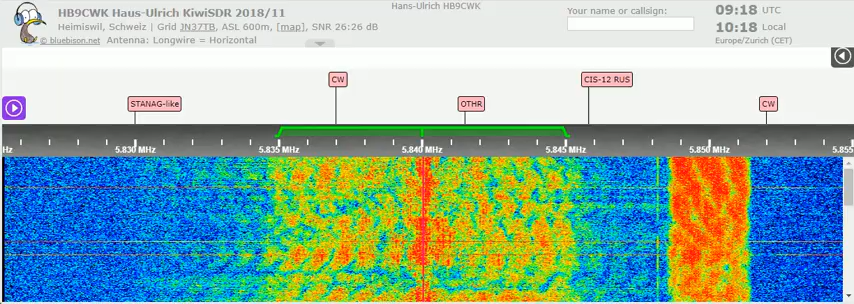 HB9CWK Haus-Ulrich KiwiSDR 2018/11
Hans-Ulrich HB9CWK
Your name or callsign:
09:18 UTC
Heimiswil, Schweiz | Grid JN37TB, ASL 600m, [map], SNR 26:26 dB
10:18 Local
© bluebison.net Antenna: Longwire = Horizontal
Europe/Zurich (CET)
CW
CIS-12 RUS
STANAG-like
OTHR
CW
Hz
5.830 MHz
5.835 MHz
5.840 MHz
5.845 MHz
5.850 MHz
5.855